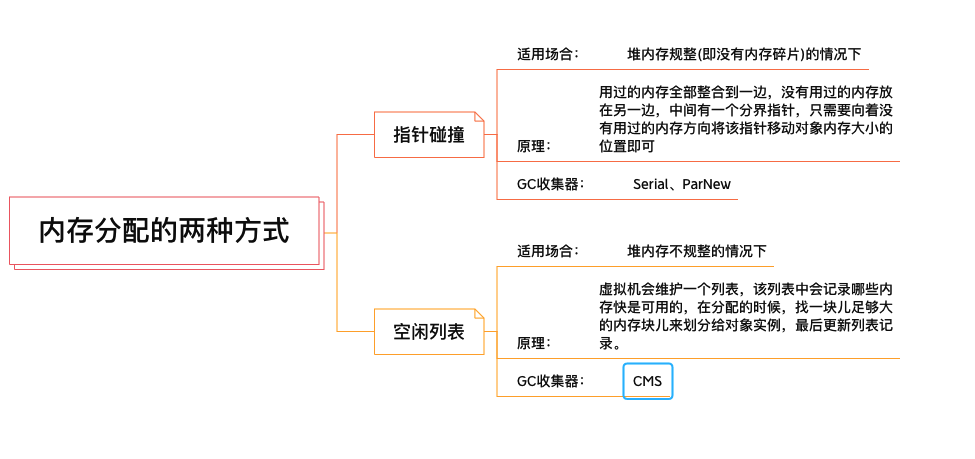 内存分配的两种方式
指针碰撞
适用场合： 堆内存规整(即没有内存碎片)的情况下
原理： 用过的内存全部整合到一边，没有用过的内存放
在另一边，中间有一个分界指针，只需要向着没
有用过的内存方向将该指针移动对象内存大小的
位置即可
GC收集器： Serial、ParNew
空闲列表
适用场合： 堆内存不规整的情况下
原理： 虚拟机会维护一个列表，该列表中会记录哪些内
存快是可用的，在分配的时候，找一块儿足够大
的内存块儿来划分给对象实例，最后更新列表记
录。
GC收集器： CMS